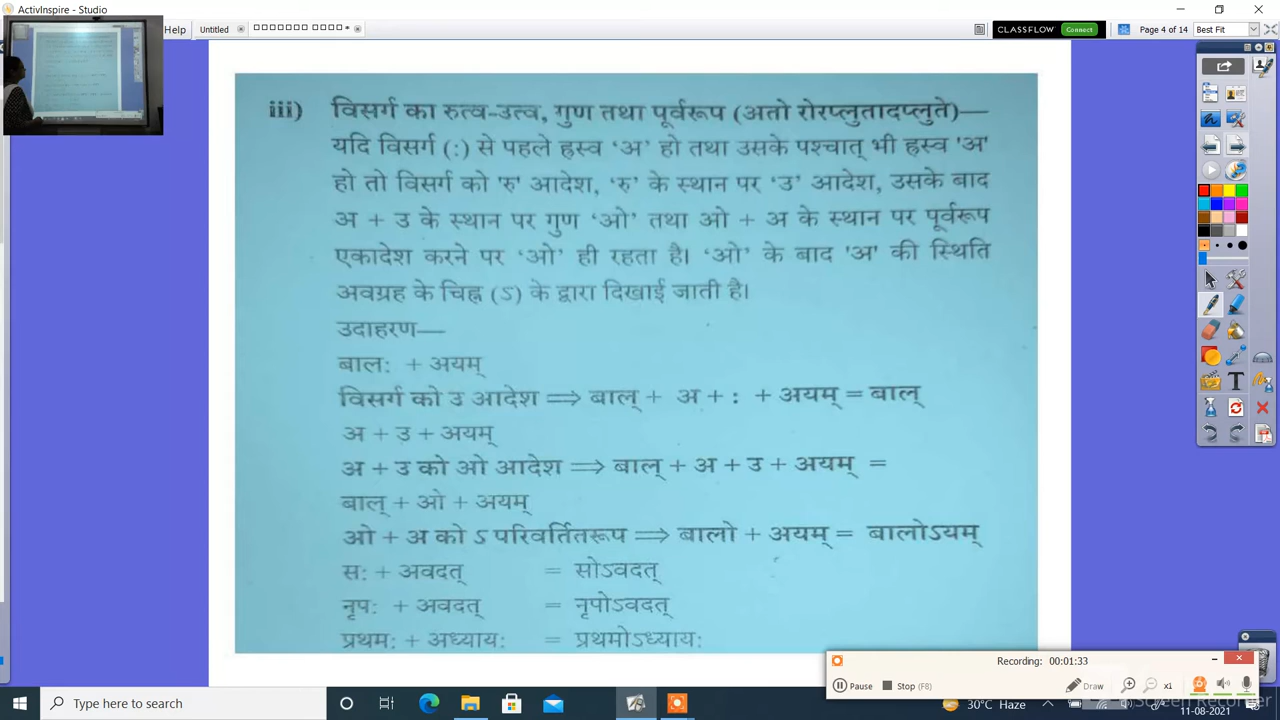 ActivInspire - Studio
Help
Untitled
CLASSFLOW
Connect
Page 4 of 14
Best Fit
iii) विसर्ग का रुत्व-उत्व, गुण तथा पूर्वरूप (अतो रोरप्लुतादप्लुते)—
यदि विसर्ग (:) से पहले ह्रस्व ‘अ’ हो तथा उसके पश्चात् भी ह्रस्व 'अ'
हो तो विसर्ग को 'रु' आदेश, ‘रु’ के स्थान पर ‘उ’ आदेश, उसके बाद
अ + उ के स्थान पर गुण ‘ओ’ तथा ओ + अ के स्थान पर पूर्वरूप
एकादेश करने पर ‘ओ’ ही रहता है। ‘ओ’ के बाद 'अ' की स्थिति
अवग्रह के चिह्न (ऽ) के द्वारा दिखाई जाती है।
उदाहरण—
बाल: + अयम्
विसर्ग को उ आदेश ⟹ बाल् + अ + : + अयम् = बाल्
अ + उ + अयम्
अ + उ को ओ आदेश ⟹ बाल् + अ + उ + अयम् =
बाल् + ओ + अयम्
ओ + अ को ऽ परिवर्तितरूप ⟹ बालो + अयम् = बालोऽयम्
स: + अवदत् = सोऽवदत्
नृप: + अवदत् = नृपोऽवदत्
प्रथम: + अध्याय: = प्रथमोऽध्याय:
Recording: 00:01:33
Pause
Stop (F8)
Draw
x1
Type here to search
30°C Haze
11-08-2021
Screen Recorder